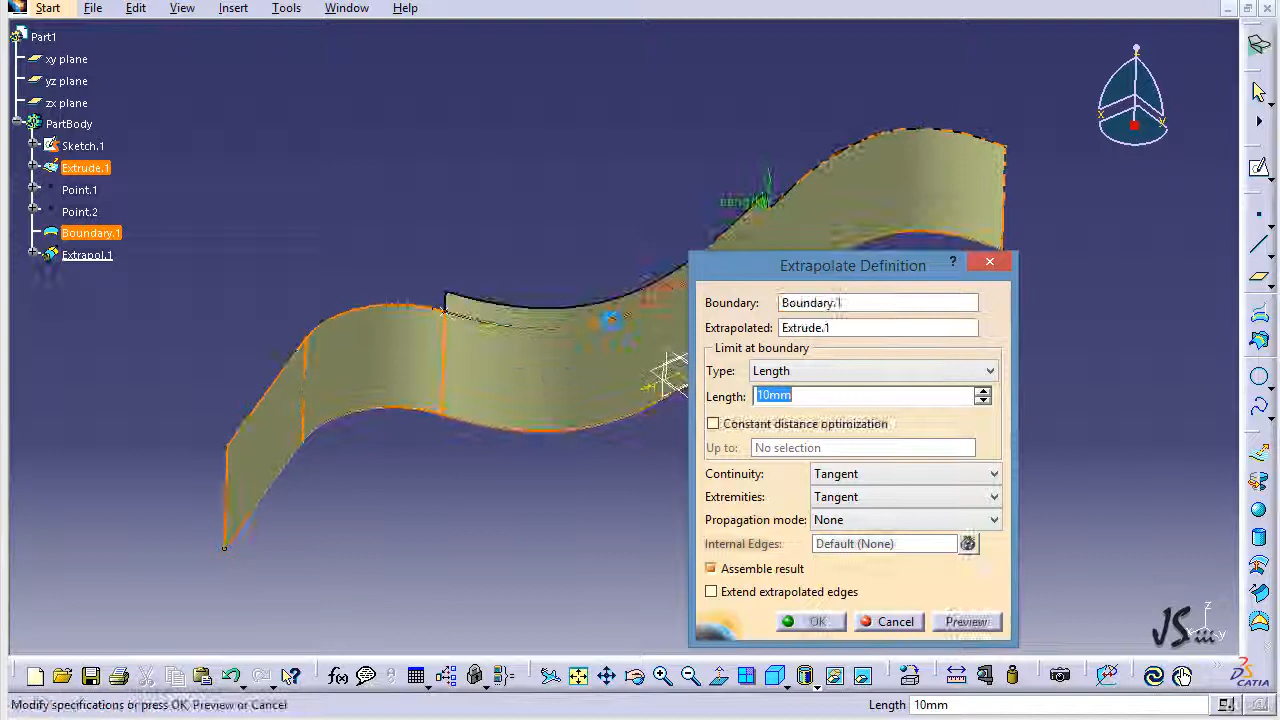 Start File Edit View Insert Tools Window Help
Part1
xy plane
yz plane
zx plane
PartBody
Sketch.1
Extrude.1
Point.1
Point.2
Boundary.1
Extrapol.1
Length
Extrapolate Definition ? ×
Boundary: Boundary.1
Extrapolated: Extrude.1
Limit at boundary
Type: Length
Length: 10mm
Constant distance optimization
Up to: No selection
Continuity: Tangent
Extremities: Tangent
Propagation mode: None
Internal Edges: Default (None)
Assemble result
Extend extrapolated edges
OK Cancel Preview
z
y
f(x)
CATIA
Modify specifications or press OK, Preview or Cancel
Length 10mm